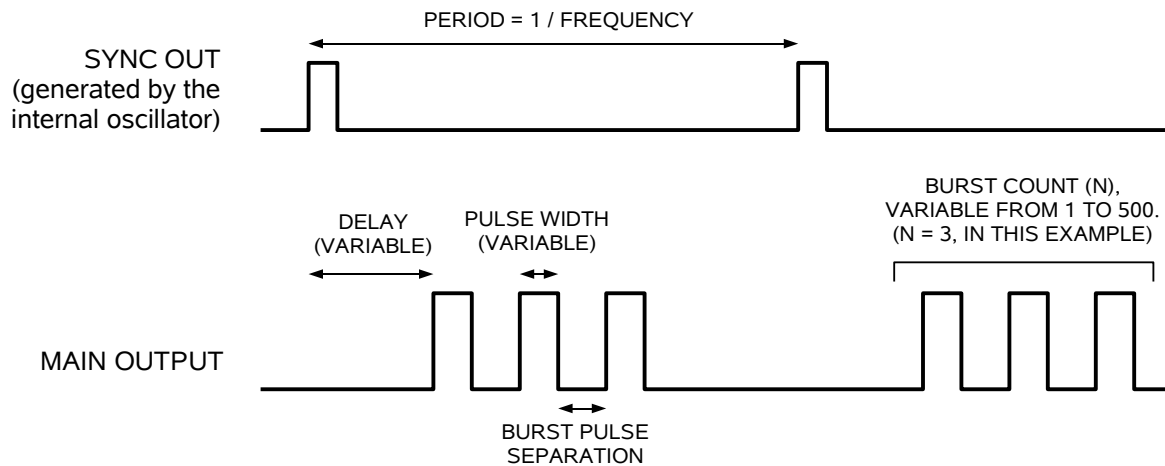 PERIOD = 1 / FREQUENCY
SYNC OUT
(generated by the
internal oscillator)
BURST COUNT (N),
VARIABLE FROM 1 TO 500.
(N = 3, IN THIS EXAMPLE)
DELAY
(VARIABLE)
PULSE WIDTH
(VARIABLE)
MAIN OUTPUT
BURST PULSE
SEPARATION